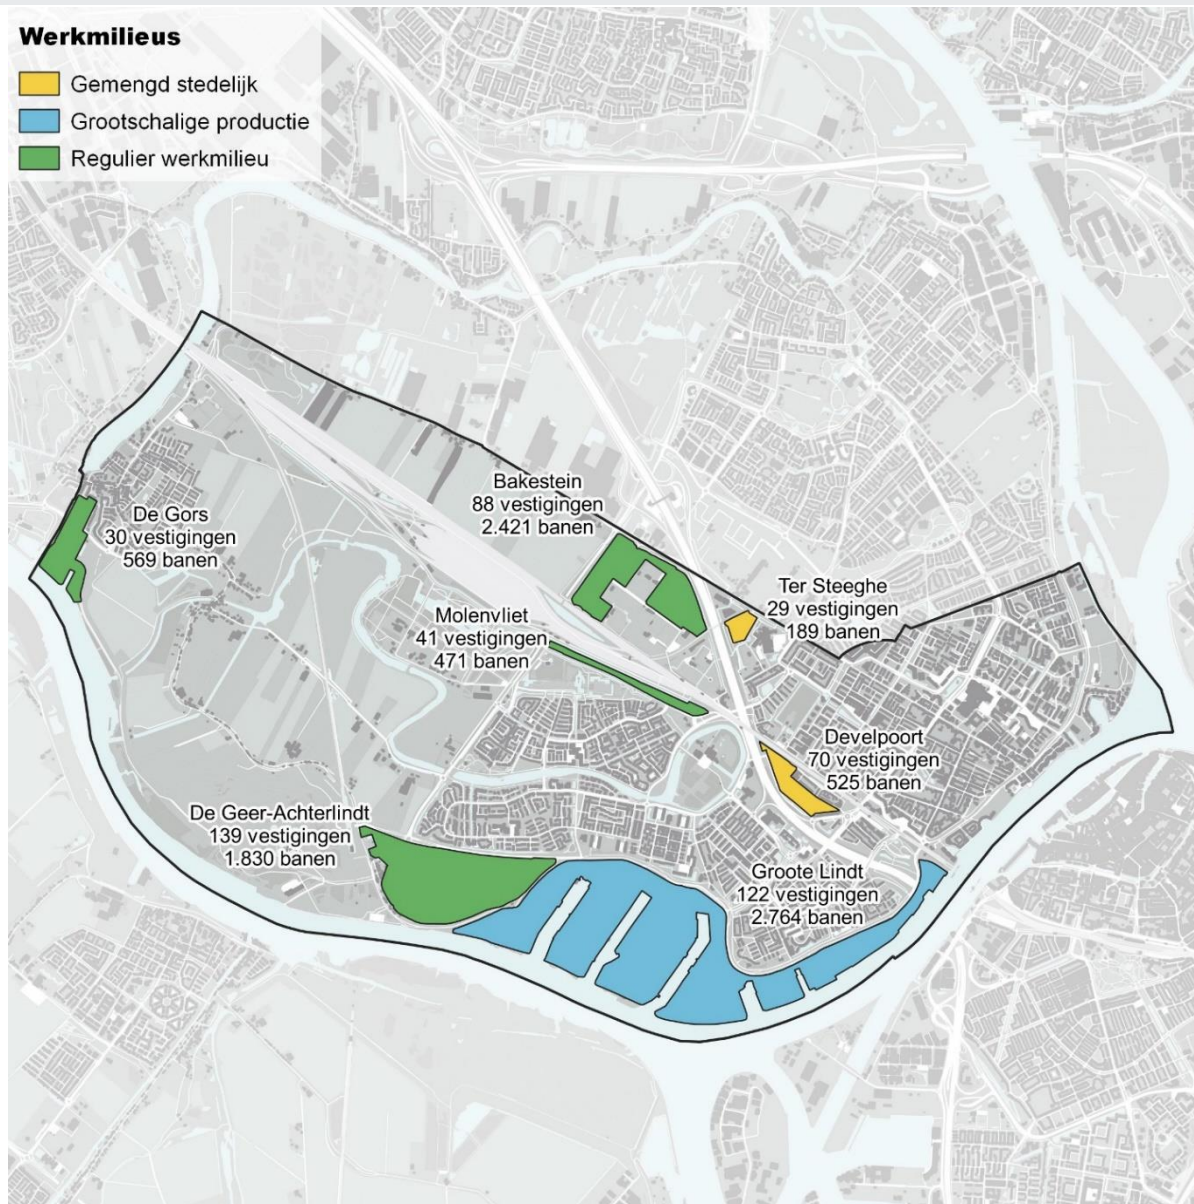 Werkmilieus
Gemengd stedelijk
Grootschalige productie
Regulier werkmilieu
Bakestein
88 vestigingen
2.421 banen
De Gors
30 vestigingen
569 banen
Ter Steeghe
29 vestigingen
189 banen
Molenvliet
41 vestigingen
471 banen
Develpoort
70 vestigingen
525 banen
De Geer-Achterlindt
139 vestigingen
1.830 banen
Groote Lindt
122 vestigingen
2.764 banen